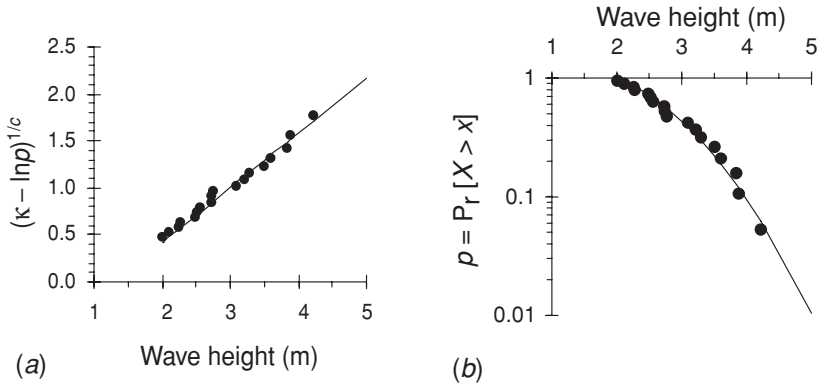 2.5
2.0
1.5
1.0
0.5
0.0
(κ – lnp)^1/c
1 2 3 4 5
Wave height (m)
(a)
Wave height (m)
1 2 3 4 5
1
0.1
0.01
p = Pr [X > x]
(b)